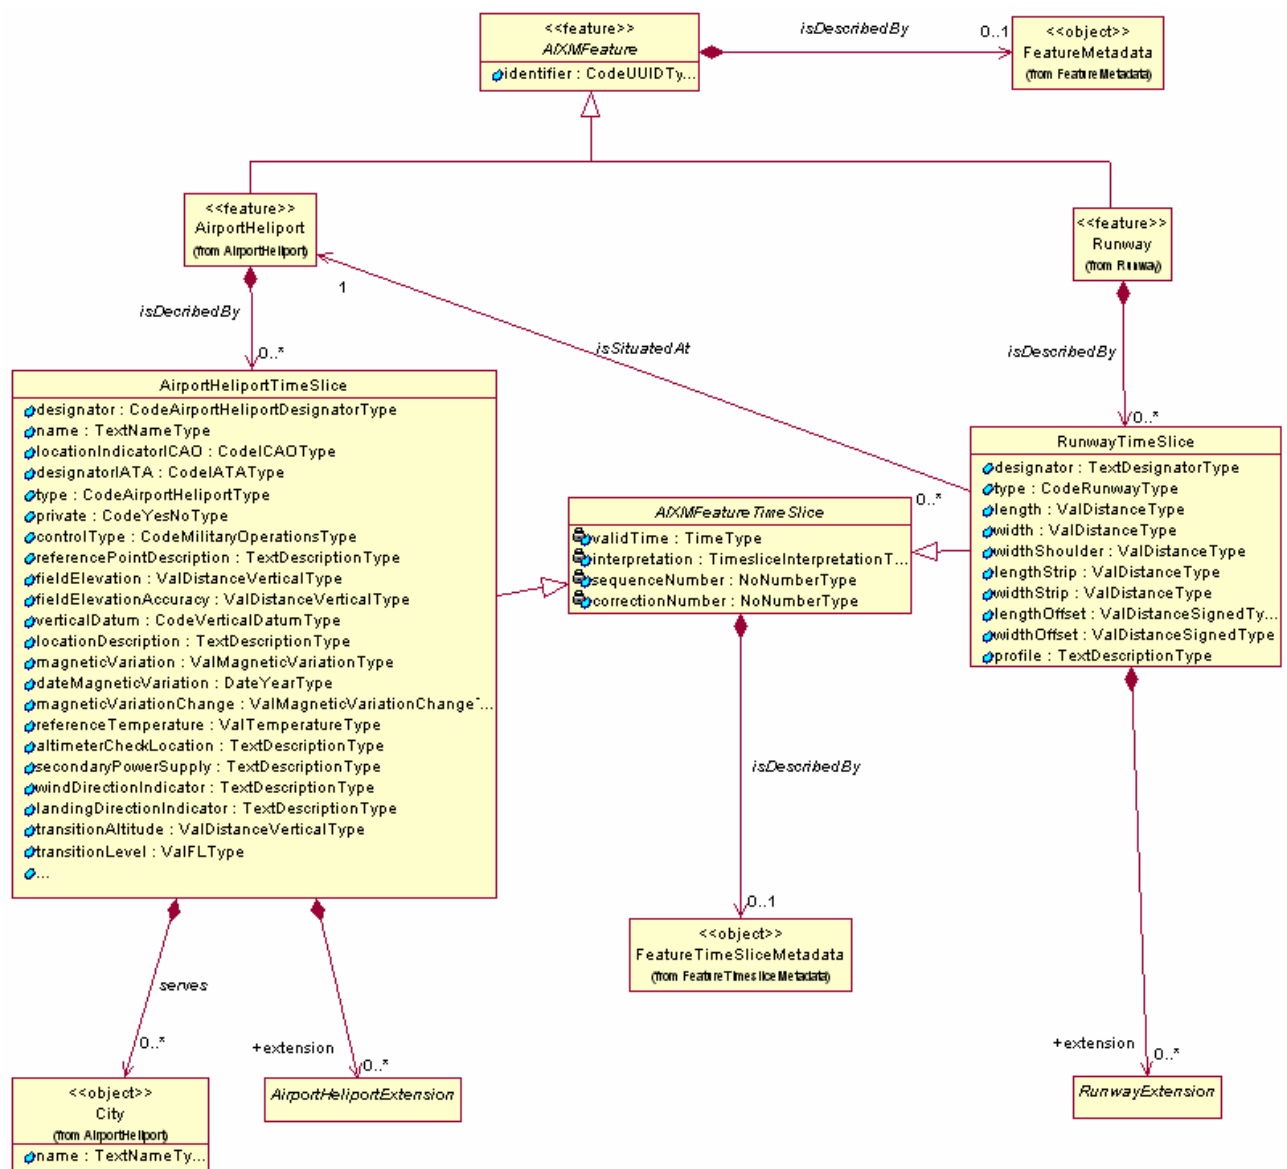 <<feature>>
AIXMFeature
identifier : CodeUUIDTy...
isDescribedBy
0..1
<<object>>
FeatureMetadata
(from FeatureMetadata)
<<feature>>
AirportHeliport
(from AirportHeliport)
<<feature>>
Runway
(from Runway)
1
isDecribedBy
0..*
isSituatedAt
isDescribedBy
0..*
AirportHeliportTimeSlice
designator : CodeAirportHeliportDesignatorType
name : TextNameType
locationIndicatorICAO : CodeICAOType
designatorIATA : CodeIATAType
type : CodeAirportHeliportType
private : CodeYesNoType
controlType : CodeMilitaryOperationsType
referencePointDescription : TextDescriptionType
fieldElevation : ValDistanceVerticalType
fieldElevationAccuracy : ValDistanceVerticalType
verticalDatum : CodeVerticalDatumType
locationDescription : TextDescriptionType
magneticVariation : ValMagneticVariationType
dateMagneticVariation : DateYearType
magneticVariationChange : ValMagneticVariationChangeT...
referenceTemperature : ValTemperatureType
altimeterCheckLocation : TextDescriptionType
secondaryPowerSupply : TextDescriptionType
windDirectionIndicator : TextDescriptionType
landingDirectionIndicator : TextDescriptionType
transitionAltitude : ValDistanceVerticalType
transitionLevel : ValFLType
...
AIXMFeatureTimeSlice
validTime : TimeType
interpretation : TimesliceInterpretationT...
sequenceNumber : NoNumberType
correctionNumber : NoNumberType
0..*
RunwayTimeSlice
designator : TextDesignatorType
type : CodeRunwayType
length : ValDistanceType
width : ValDistanceType
widthShoulder : ValDistanceType
lengthStrip : ValDistanceType
widthStrip : ValDistanceType
lengthOffset : ValDistanceSignedTy...
widthOffset : ValDistanceSignedType
profile : TextDescriptionType
isDescribedBy
0..1
<<object>>
FeatureTimeSliceMetadata
(from FeatureTimesliceMetadata)
serves
0..*
+extension
0..*
+extension
0..*
<<object>>
City
(from AirportHeliport)
name : TextNameTy...
AirportHeliportExtension
RunwayExtension